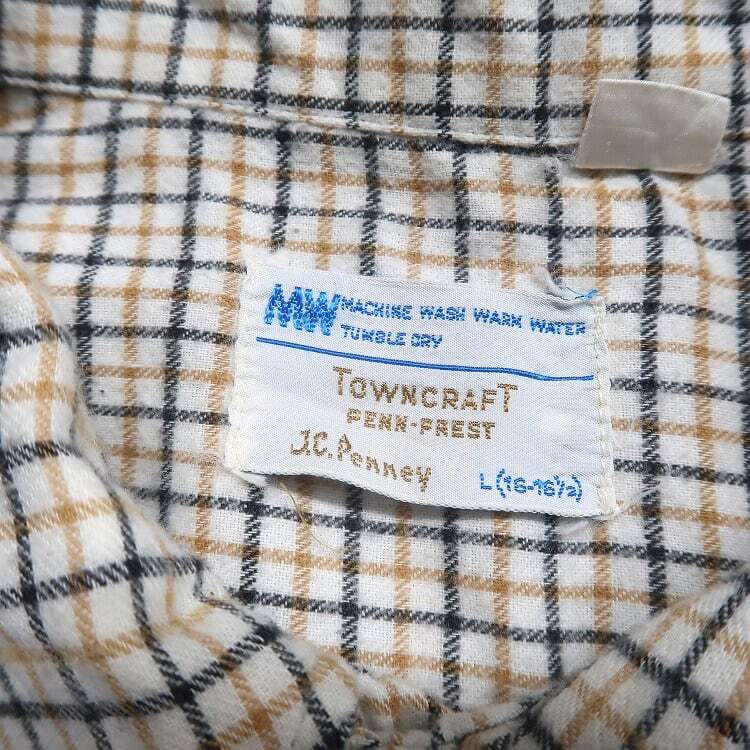 MW MACHINE WASH WARM WATER
TUMBLE DRY
TOWNCRAFT
PENN-PREST
J.C. Penney
L (16-16½)